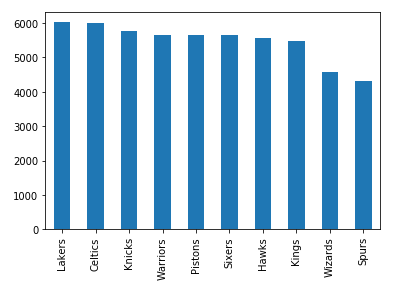 6000
5000
4000
3000
2000
1000
0
Lakers
Celtics
Knicks
Warriors
Pistons
Sixers
Hawks
Kings
Wizards
Spurs